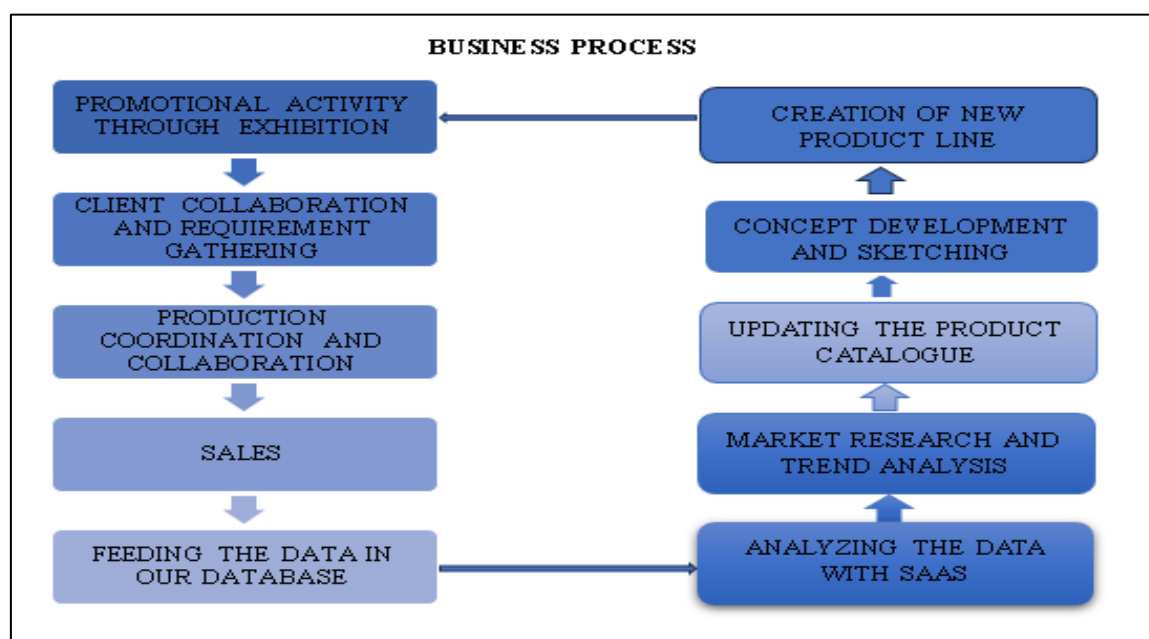 BUSINESS PROCESS
PROMOTIONAL ACTIVITY
THROUGH EXHIBITION
CLIENT COLLABORATION
AND REQUIREMENT
GATHERING
PRODUCTION
COORDINATION AND
COLLABORATION
SALES
FEEDING THE DATA IN
OUR DATABASE
ANALYZING THE DATA
WITH SAAS
MARKET RESEARCH AND
TREND ANALYSIS
UPDATING THE PRODUCT
CATALOGUE
CONCEPT DEVELOPMENT
AND SKETCHING
CREATION OF NEW
PRODUCT LINE